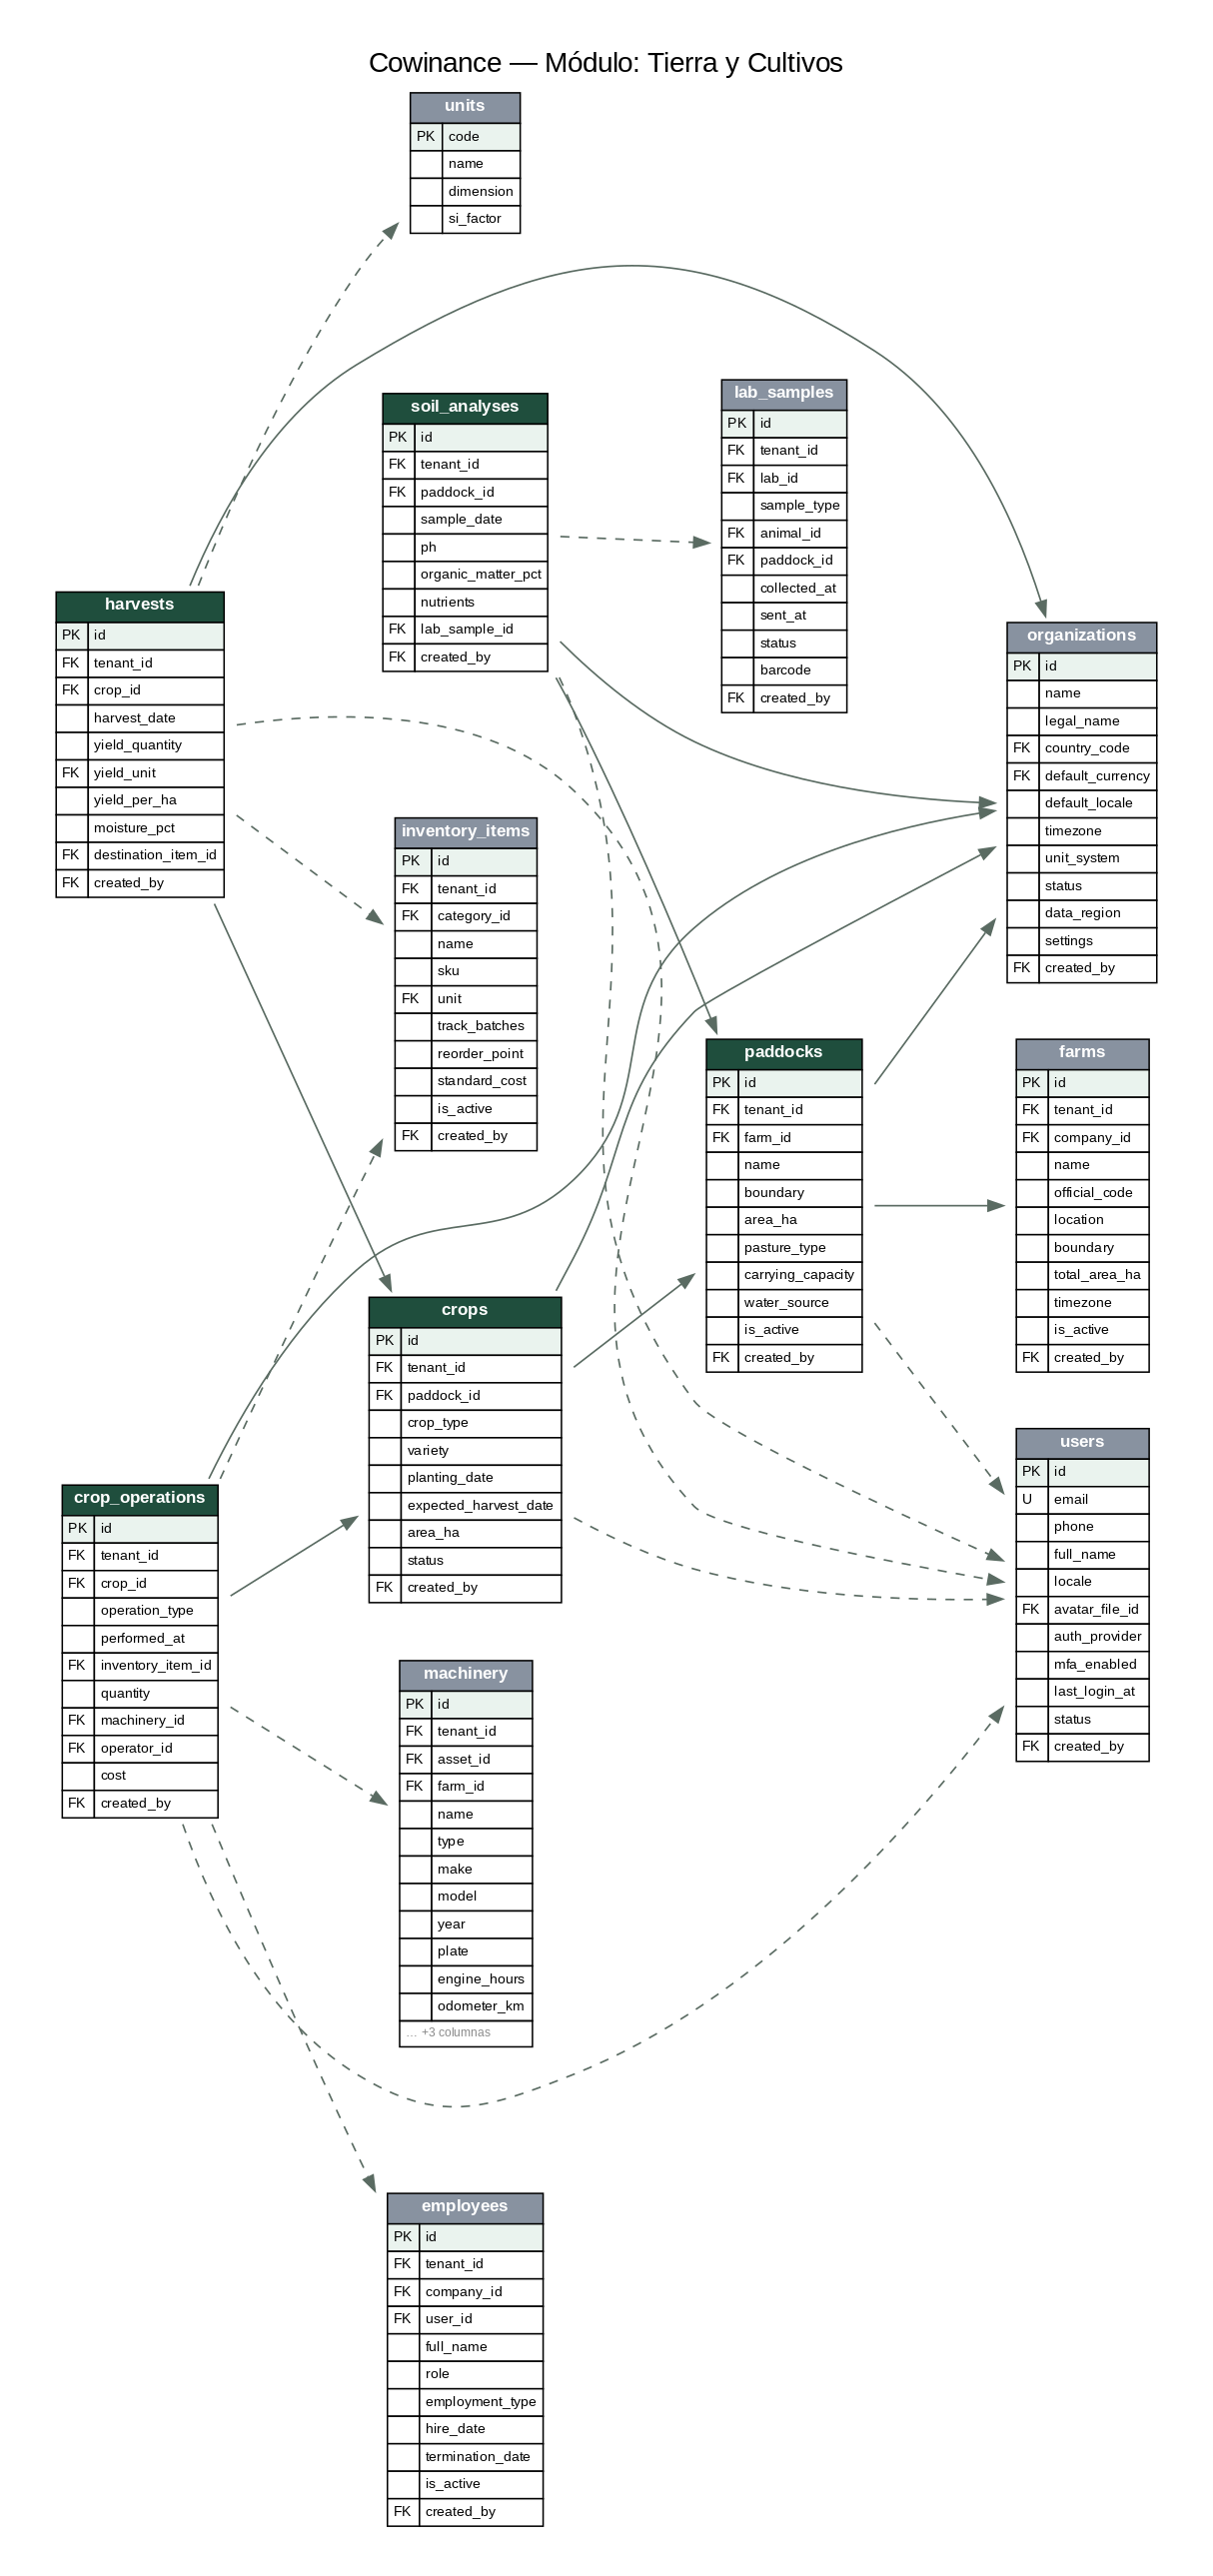 Cowinance — Módulo: Tierra y Cultivos
units
PK code
name
dimension
si_factor
soil_analyses
PK id
FK tenant_id
FK paddock_id
sample_date
ph
organic_matter_pct
nutrients
FK lab_sample_id
FK created_by
lab_samples
PK id
FK tenant_id
FK lab_id
sample_type
FK animal_id
FK paddock_id
collected_at
sent_at
status
barcode
FK created_by
harvests
PK id
FK tenant_id
FK crop_id
harvest_date
yield_quantity
FK yield_unit
yield_per_ha
moisture_pct
FK destination_item_id
FK created_by
organizations
PK id
name
legal_name
FK country_code
FK default_currency
default_locale
timezone
unit_system
status
data_region
settings
FK created_by
inventory_items
PK id
FK tenant_id
FK category_id
name
sku
FK unit
track_batches
reorder_point
standard_cost
is_active
FK created_by
paddocks
PK id
FK tenant_id
FK farm_id
name
boundary
area_ha
pasture_type
carrying_capacity
water_source
is_active
FK created_by
farms
PK id
FK tenant_id
FK company_id
name
official_code
location
boundary
total_area_ha
timezone
is_active
FK created_by
crops
PK id
FK tenant_id
FK paddock_id
crop_type
variety
planting_date
expected_harvest_date
area_ha
status
FK created_by
users
PK id
U email
phone
full_name
locale
FK avatar_file_id
auth_provider
mfa_enabled
last_login_at
status
FK created_by
crop_operations
PK id
FK tenant_id
FK crop_id
operation_type
performed_at
FK inventory_item_id
quantity
FK machinery_id
FK operator_id
cost
FK created_by
machinery
PK id
FK tenant_id
FK asset_id
FK farm_id
name
type
make
model
year
plate
engine_hours
odometer_km
... +3 columnas
employees
PK id
FK tenant_id
FK company_id
FK user_id
full_name
role
employment_type
hire_date
termination_date
is_active
FK created_by